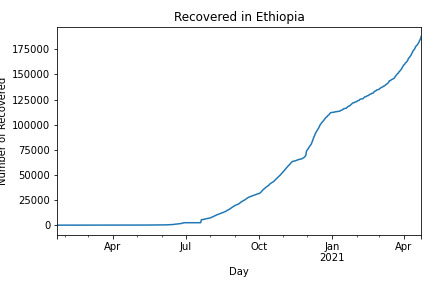 Recovered in Ethiopia
Number of Recovered
175000
150000
125000
100000
75000
50000
25000
0
Apr
Jul
Oct
Jan
2021
Apr
Day